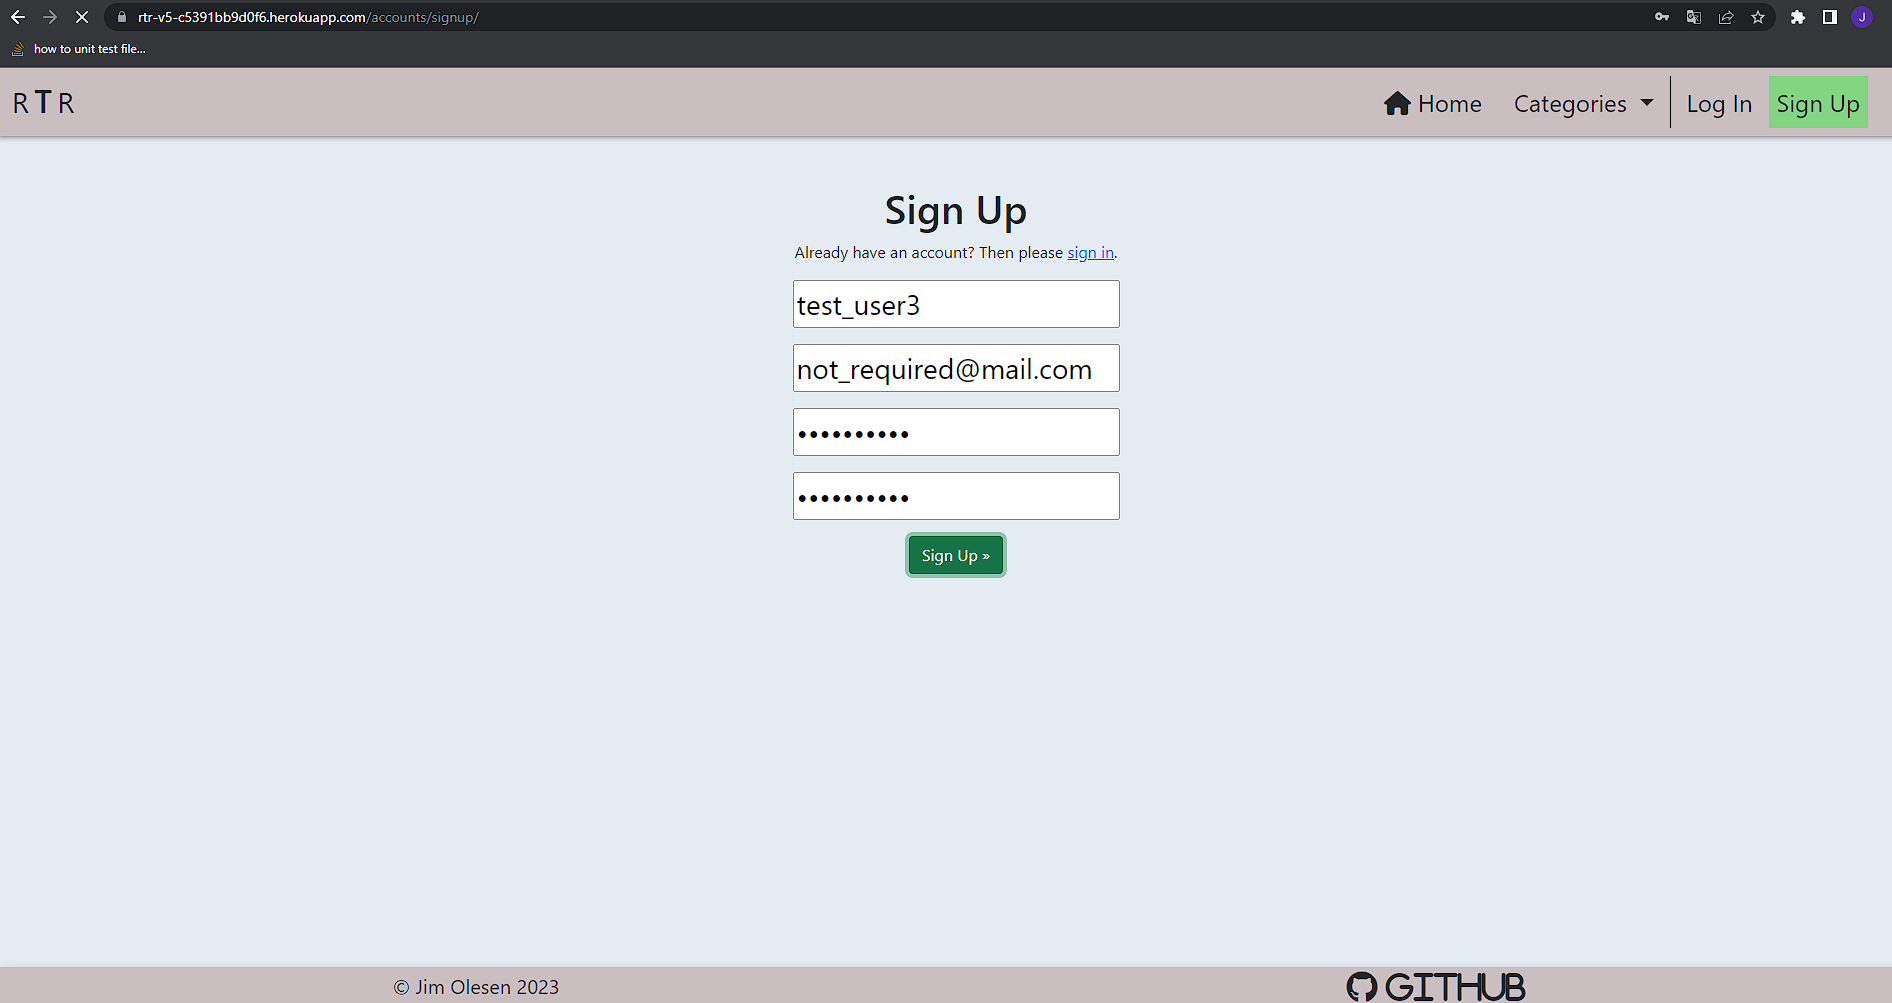 rtr-v5-c5391bb9d0f6.herokuapp.com/accounts/signup/
J
how to unit test file...
R T R
Home
Categories
Log In
Sign Up
Sign Up
Already have an account? Then please sign in.
test_user3
not_required@mail.com
••••••••••
••••••••••
Sign Up »
© Jim Olesen 2023
GITHUB